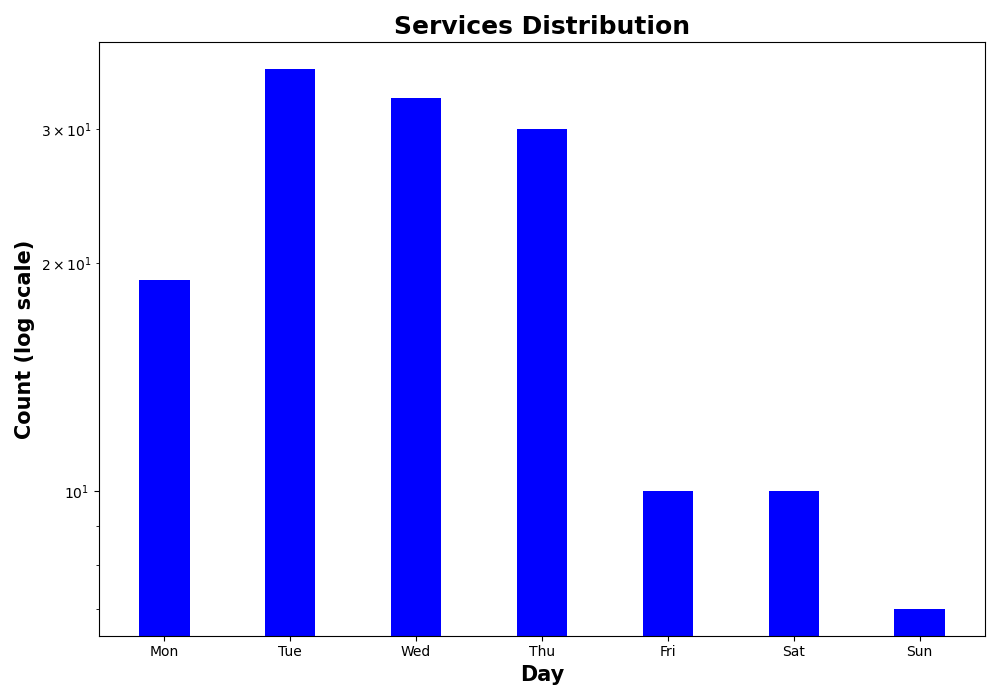 Services Distribution
Count (log scale)
3 × 10¹
2 × 10¹
10¹
Mon Tue Wed Thu Fri Sat Sun
Day